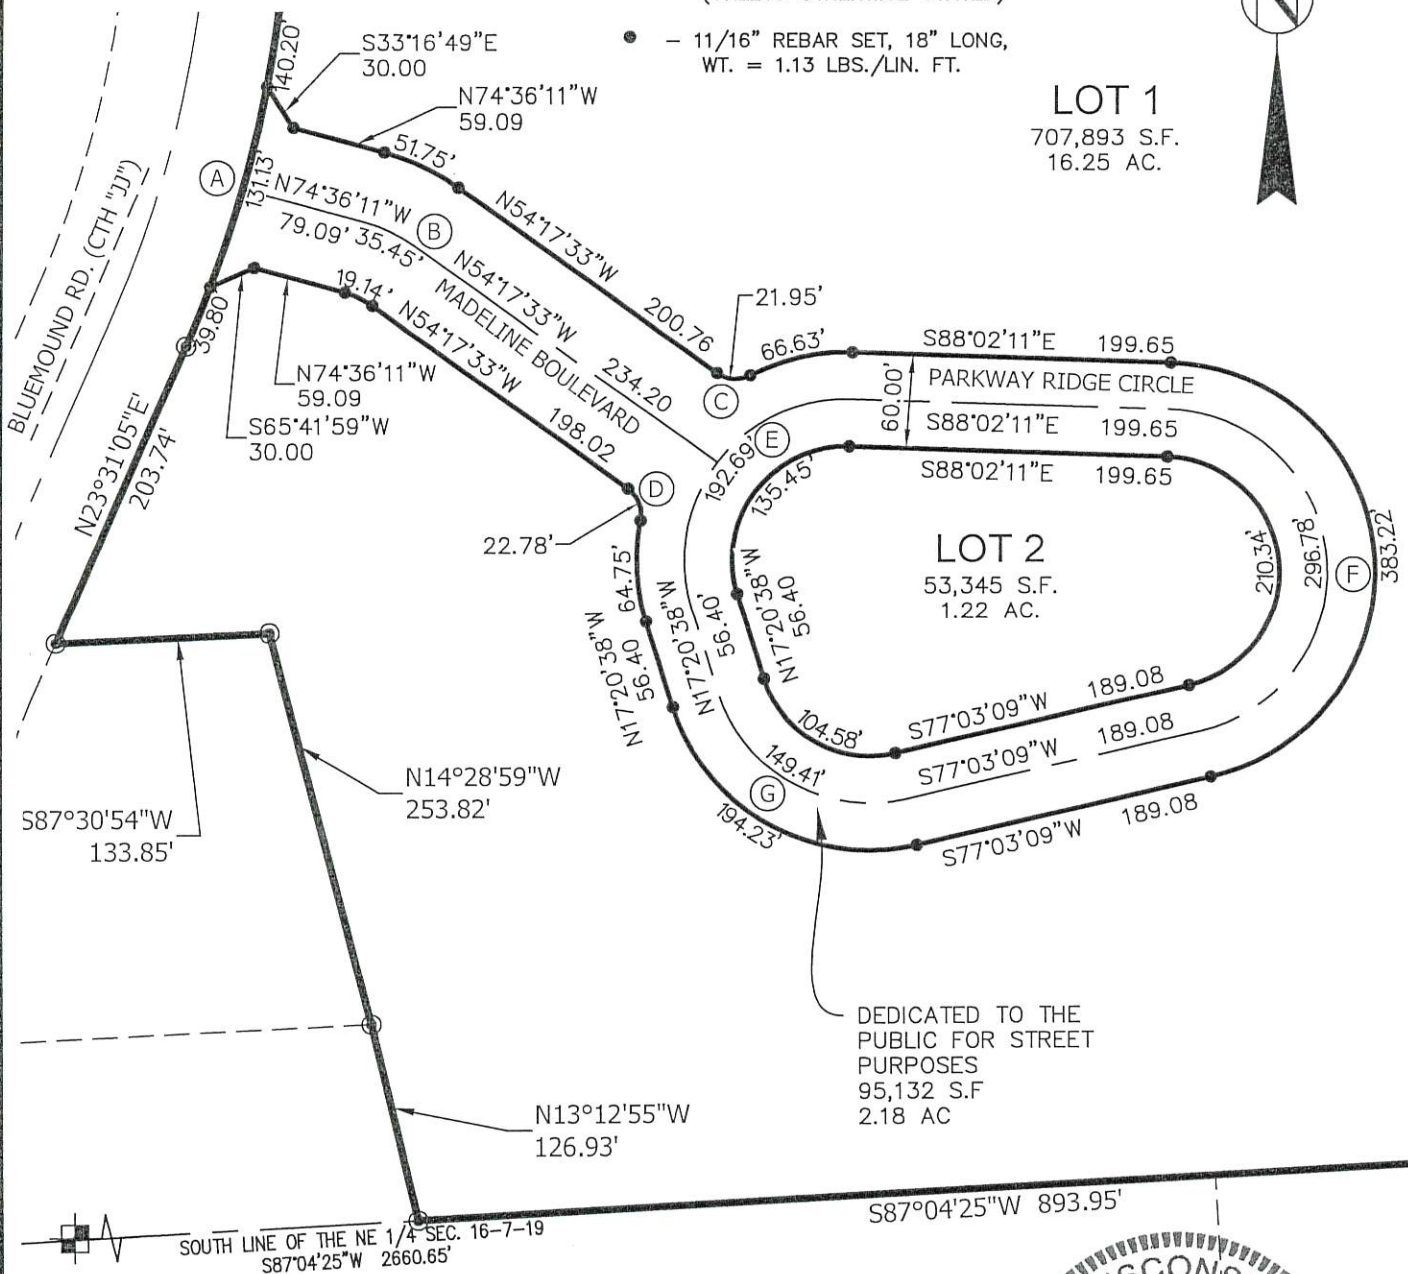 S33°16'49"E
30.00
140.20'
● – 11/16" REBAR SET, 18" LONG,
WT. = 1.13 LBS./LIN. FT.
N
N74°36'11"W
59.09
LOT 1
707,893 S.F.
16.25 AC.
51.75'
A
131.13'
N74°36'11"W
79.09'
35.45'
B
BLUEMOUND RD. (CTH "JJ")
N54°17'33"W
200.76
N54°17'33"W
234.20
MADELINE BOULEVARD
19.14'
N54°17'33"W
198.02
39.80
N74°36'11"W
59.09
S65°41'59"W
30.00
21.95'
C
66.63'
S88°02'11"E 199.65
PARKWAY RIDGE CIRCLE
60.00'
S88°02'11"E 199.65
S88°02'11"E 199.65
E
192.69'
135.45'
D
22.78'
64.75'
N23°31'05"E'
203.74'
LOT 2
53,345 S.F.
1.22 AC.
210.34'
296.78'
F
383.22'
N17°20'38"W
56.40
N17°20'38"W
56.40'
N17°20'38"W
56.40
104.58'
149.41'
G
194.23'
S77°03'09"W 189.08
S77°03'09"W 189.08
S77°03'09"W 189.08
S87°30'54"W
133.85'
N14°28'59"W
253.82'
DEDICATED TO THE
PUBLIC FOR STREET
PURPOSES
95,132 S.F
2.18 AC
N13°12'55"W
126.93'
S87°04'25"W 893.95'
SOUTH LINE OF THE NE 1/4 SEC. 16-7-19
S87°04'25"W 2660.65'